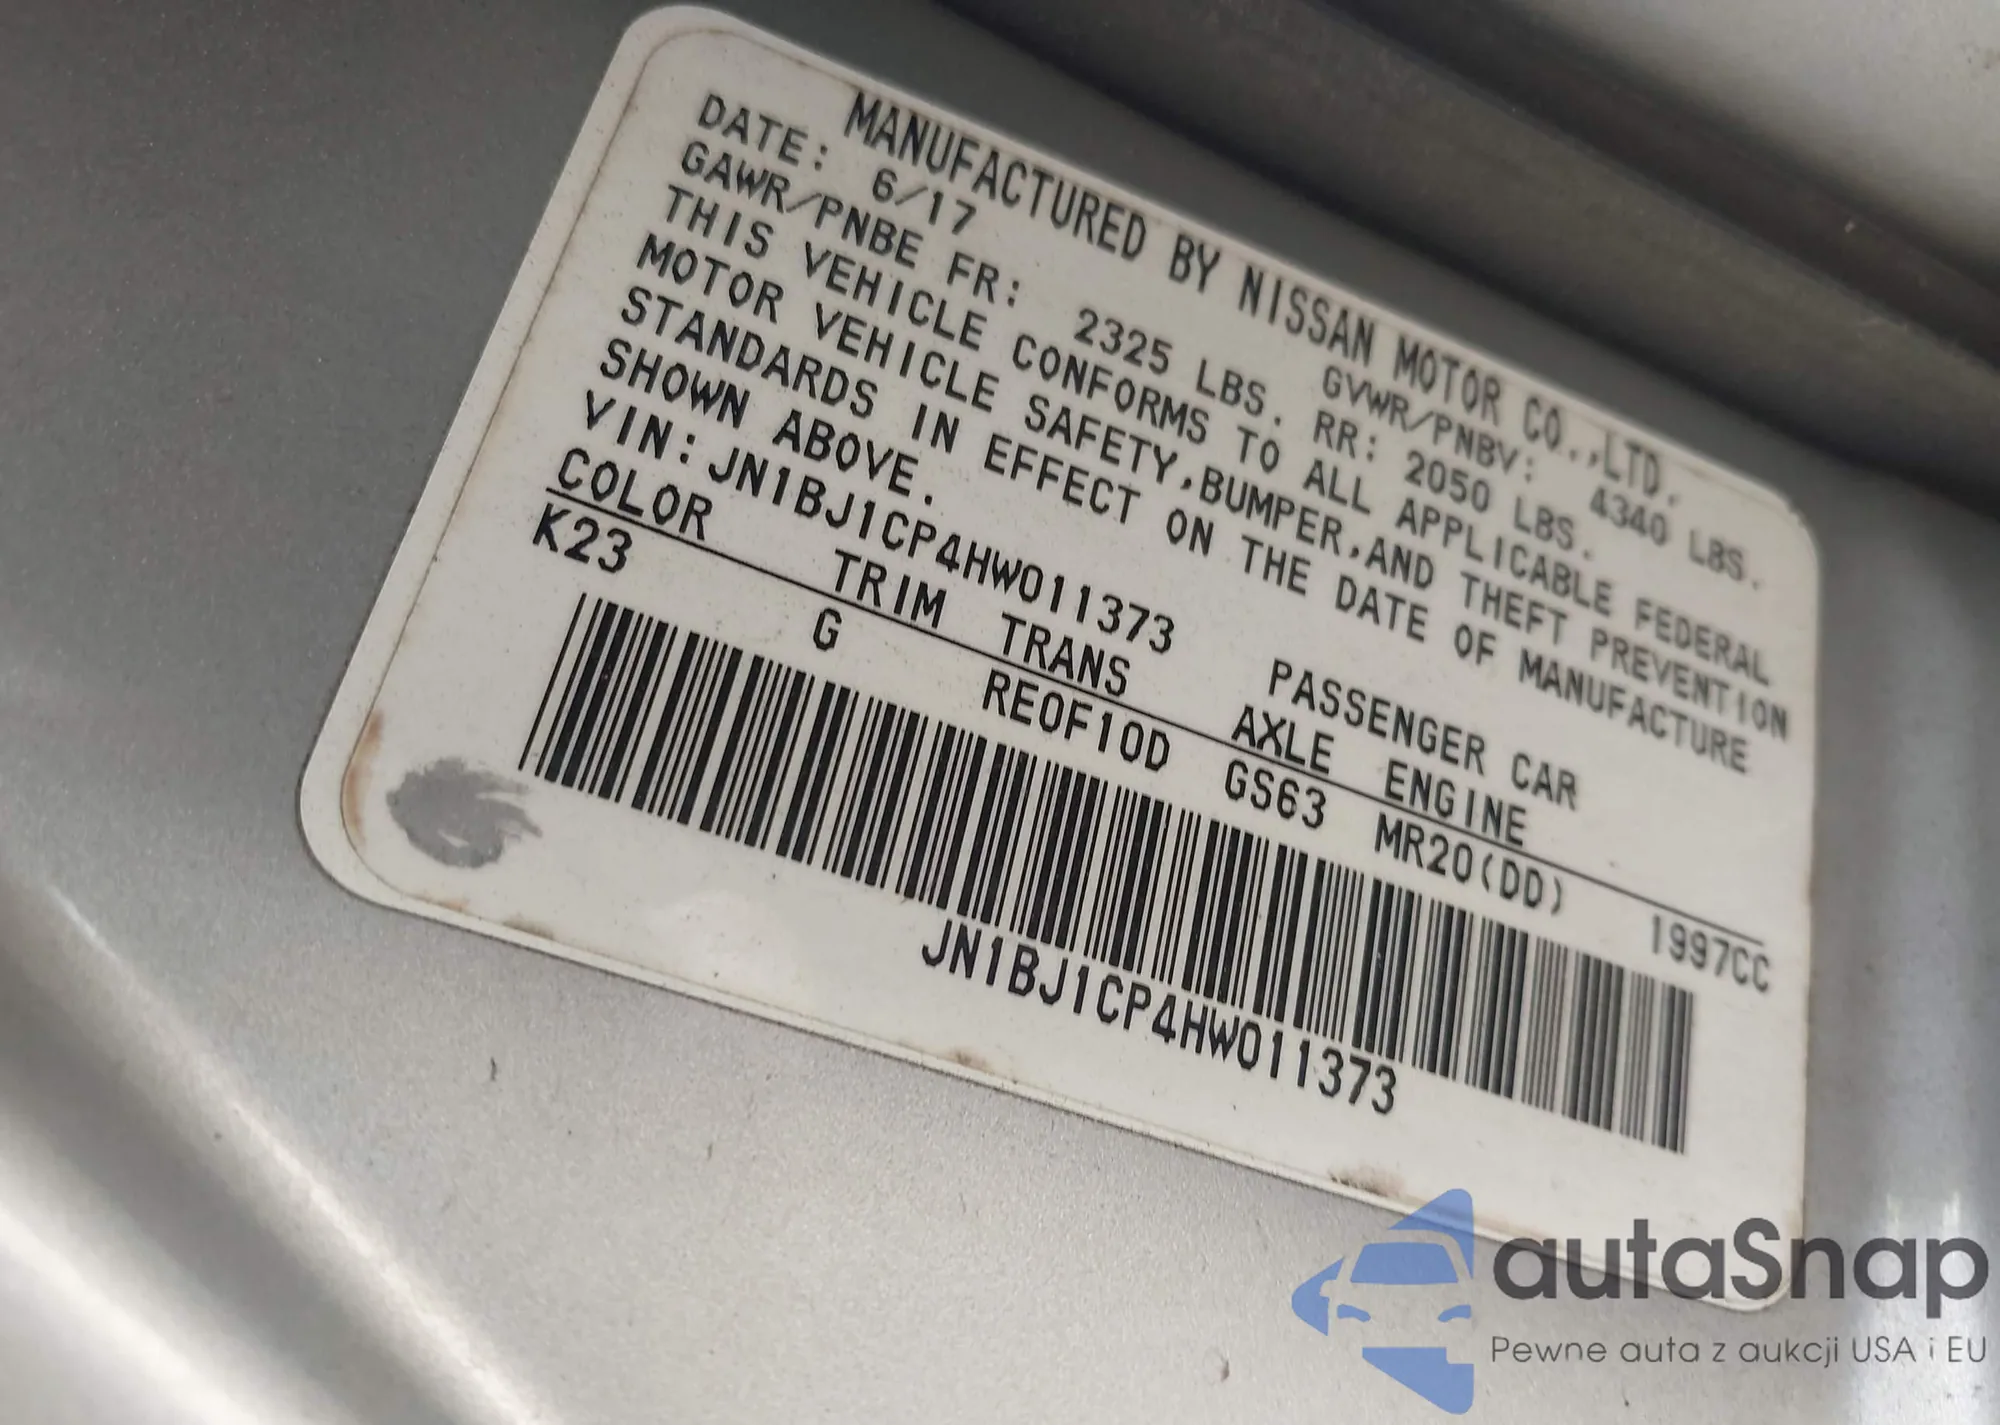 MANUFACTURED BY NISSAN MOTOR CO.,LTD.
DATE: 6/17 GVWR/PNBV: 4340 LBS.
GAWR/PNBE FR: 2325 LBS. RR: 2050 LBS.
THIS VEHICLE CONFORMS TO ALL APPLICABLE FEDERAL
MOTOR VEHICLE SAFETY,BUMPER,AND THEFT PREVENTION
STANDARDS IN EFFECT ON THE DATE OF MANUFACTURE
SHOWN ABOVE.
VIN:JN1BJ1CP4HW011373 PASSENGER CAR
COLOR TRIM TRANS AXLE ENGINE
K23 G RE0F10D GS63 MR20(DD) 1997CC
JN1BJ1CP4HW011373
autaSnap
Pewne auta z aukcji USA i EU